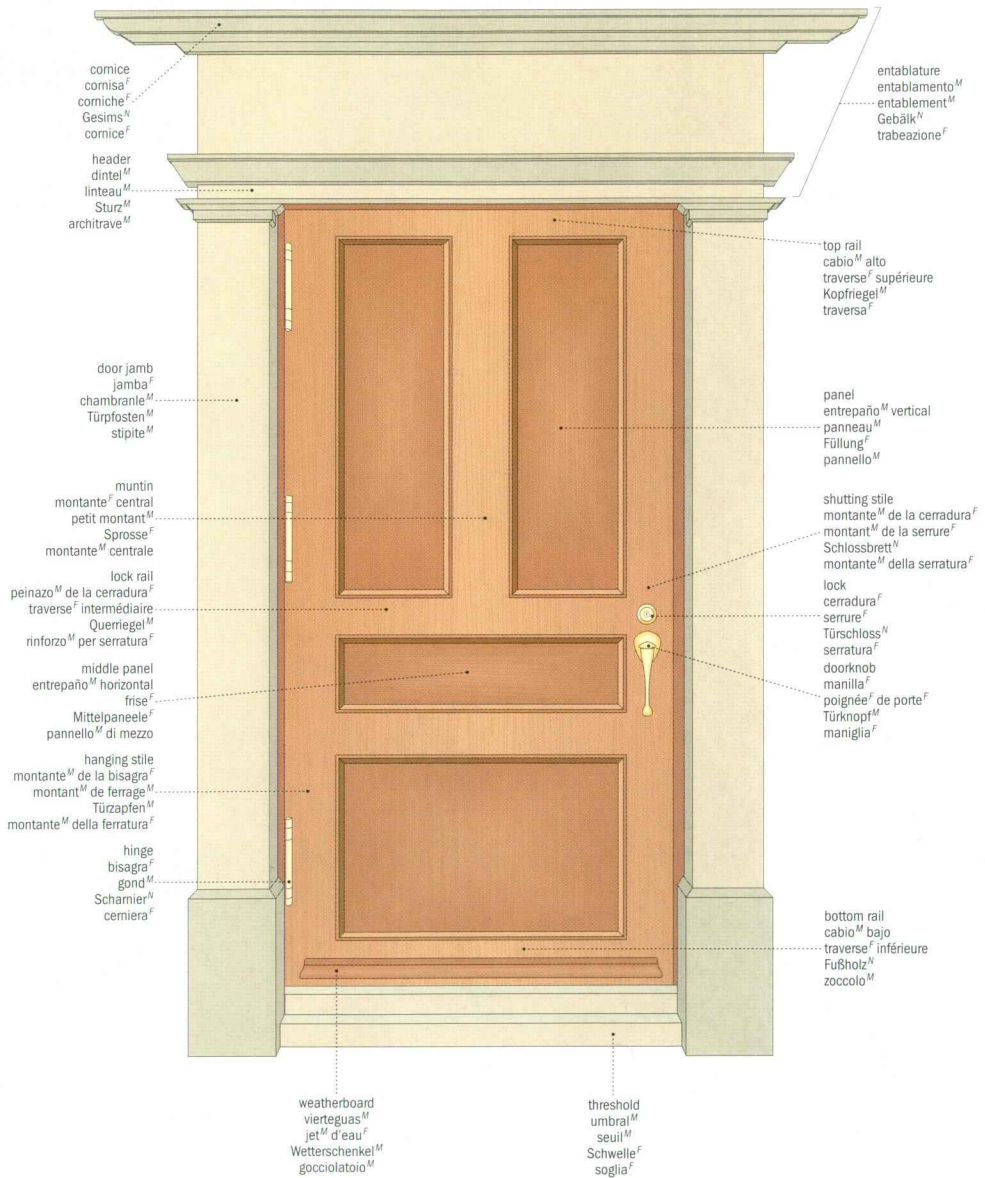 cornice
cornisa F
corniche F
Gesims N
cornice F
header
dintel M
linteau M
Sturz M
architrave M
door jamb
jamba F
chambranle M
Türpfosten M
stipite M
muntin
montante F central
petit montant M
Sprosse F
montante M centrale
lock rail
peinazo M de la cerradura F
traverse F intermédiaire
Querriegel M
rinforzo M per serratura F
middle panel
entrepaño M horizontal
frise F
Mittelpaneele F
pannello M di mezzo
hanging stile
montante M de la bisagra F
montant M de ferrage M
Türzapfen M
montante M della ferratura F
hinge
bisagra F
gond M
Scharnier N
cerniera F
entablature
entablamento M
entablement M
Gebälk N
trabeazione F
top rail
cabio M alto
traverse F supérieure
Kopfriegel M
traversa F
panel
entrepaño M vertical
panneau M
Füllung F
pannello M
shutting stile
montante M de la cerradura F
montant M de la serrure F
Schlossbrett N
montante M della serratura F
lock
cerradura F
serrure F
Türschloss N
serratura F
doorknob
manilla F
poignée F de porte F
Türknopf M
maniglia F
bottom rail
cabio M bajo
traverse F inférieure
Fußholz N
zoccolo M
weatherboard
vierteguas M
jet M d'eau F
Wetterschenkel M
gocciolatoio M
threshold
umbral M
seuil M
Schwelle F
soglia F